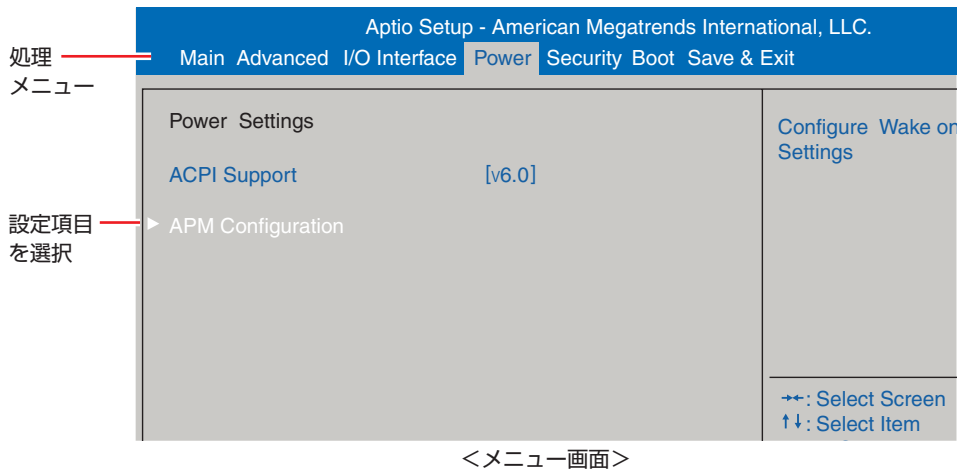 Aptio Setup - American Megatrends International, LLC.
処理
メニュー
Main Advanced I/O Interface Power Security Boot Save & Exit
Power Settings
ACPI Support [v6.0]
設定項目
を選択
▶ APM Configuration
Configure Wake on
Settings
→←: Select Screen
↑↓: Select Item
＜メニュー画面＞